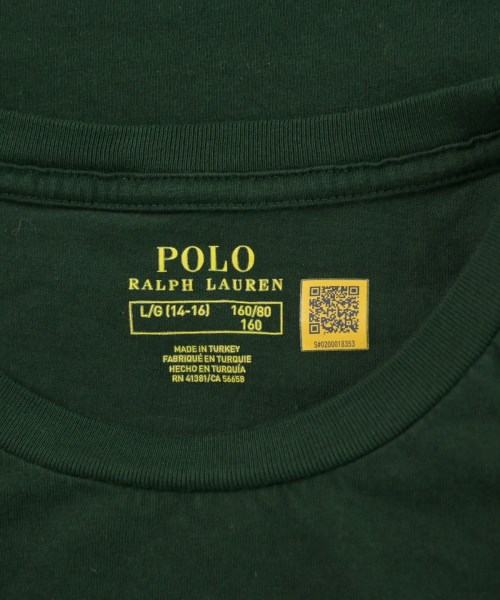 POLO
RALPH LAUREN
L/G (14-16) 160/80
160
MADE IN TURKEY
FABRIQUÉ EN TURQUIE
HECHO EN TURQUÍA
RN 41381/CA 56658
S#0200018353